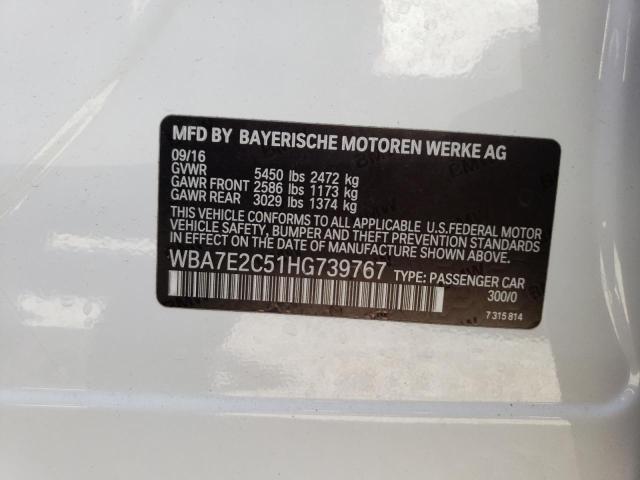 MFD BY BAYERISCHE MOTOREN WERKE AG
09/16
GVWR 5450 lbs 2472 kg
GAWR FRONT 2586 lbs 1173 kg
GAWR REAR 3029 lbs 1374 kg
THIS VEHICLE CONFORMS TO ALL APPLICABLE U.S.FEDERAL MOTOR
VEHICLE SAFETY, BUMPER AND THEFT PREVENTION STANDARDS
IN EFFECT ON THE DATE OF MANUFACTURE SHOWN ABOVE.
WBA7E2C51HG739767 TYPE: PASSENGER CAR
300/0
7 315 814